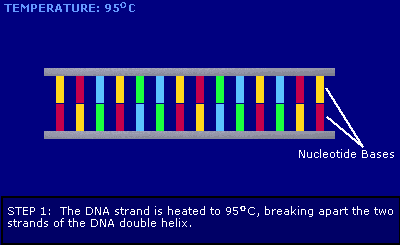 TEMPERATURE: 95°C
Nucleotide Bases
STEP 1:  The DNA strand is heated to 95°C, breaking apart the two
strands of the DNA double helix.